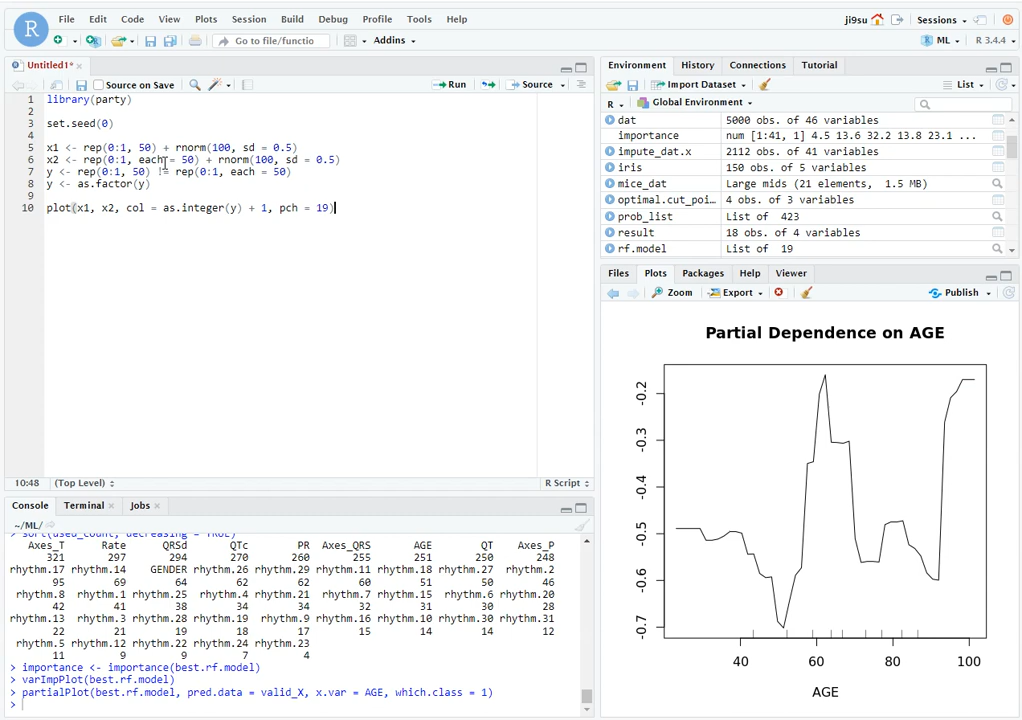 File Edit Code View Plots Session Build Debug Profile Tools Help ji9su Sessions
Go to file/functio Addins ML R 3.4.4
Untitled1* Environment History Connections Tutorial
Source on Save Run Source Import Dataset List
R Global Environment
1 library(party)
2
3 set.seed(0)
4
5 x1 <- rep(0:1, 50) + rnorm(100, sd = 0.5)
6 x2 <- rep(0:1, each = 50) + rnorm(100, sd = 0.5)
7 y <- rep(0:1, 50) != rep(0:1, each = 50)
8 y <- as.factor(y)
9
10 plot(x1, x2, col = as.integer(y) + 1, pch = 19)
dat 5000 obs. of 46 variables
importance num [1:41, 1] 4.5 13.6 32.2 13.8 23.1 ...
impute_dat.x 2112 obs. of 41 variables
iris 150 obs. of 5 variables
mice_dat Large mids (21 elements, 1.5 MB)
optimal.cut_poi… 4 obs. of 3 variables
prob_list List of 423
result 18 obs. of 4 variables
rf.model List of 19
Files Plots Packages Help Viewer
Zoom Export Publish
Partial Dependence on AGE
-0.2
-0.3
-0.4
-0.5
-0.6
-0.7
40 60 80 100
AGE
10:48 (Top Level) R Script
Console Terminal Jobs
~/ML/
sort(used_count, decreasing = TRUE)
Axes_T Rate QRSd QTc PR Axes_QRS AGE QT Axes_P
321 297 294 270 260 255 251 250 248
rhythm.17 rhythm.14 GENDER rhythm.26 rhythm.29 rhythm.11 rhythm.18 rhythm.27 rhythm.2
95 69 64 62 62 60 51 50 46
rhythm.8 rhythm.1 rhythm.25 rhythm.4 rhythm.21 rhythm.7 rhythm.15 rhythm.6 rhythm.20
42 41 38 34 34 32 31 30 28
rhythm.13 rhythm.3 rhythm.28 rhythm.19 rhythm.9 rhythm.16 rhythm.10 rhythm.30 rhythm.31
22 21 19 18 17 15 14 14 12
rhythm.5 rhythm.12 rhythm.22 rhythm.24 rhythm.23
11 9 9 7 4
> importance <- importance(best.rf.model)
> varImpPlot(best.rf.model)
> partialPlot(best.rf.model, pred.data = valid_X, x.var = AGE, which.class = 1)
>